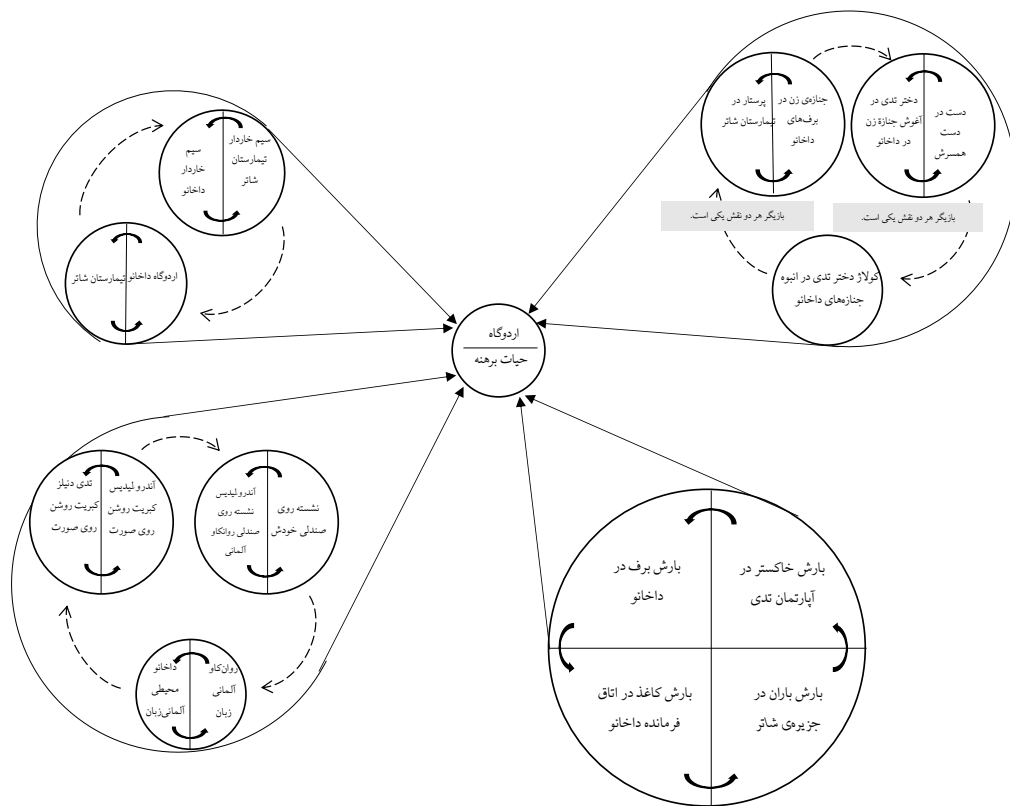 پرستار در
تیمارستان شاتر
جنازه‌ی زن در
برف‌های
داخائو
دختر تدی در
آغوش جنازۀ زن
در داخائو
دست در
دست
همسرش
بازیگر هر دو نقش یکی است.
بازیگر هر دو نقش یکی است.
کولاژ دختر تدی در انبوه
جنازه‌های داخائو
سیم خاردار
تیمارستان
شاتر
سیم
خاردار
داخائو
اردوگاه داخائو
تیمارستان شاتر
اردوگاه
حیات برهنه
آندرو لیدیس
کبریت روشن
روی صورت
تدی دنیلز
کبریت روشن
روی صورت
نشسته روی
صندلی خودش
آندرو لیدیس
نشسته روی
صندلی روانکاو
آلمانی
روان‌کاو
آلمانی
زبان
داخائو
محیطی
آلمانی‌زبان
بارش خاکستر در
آپارتمان تدی
بارش برف در
داخائو
بارش باران در
جزیره‌ی شاتر
بارش کاغذ در اتاق
فرمانده داخائو